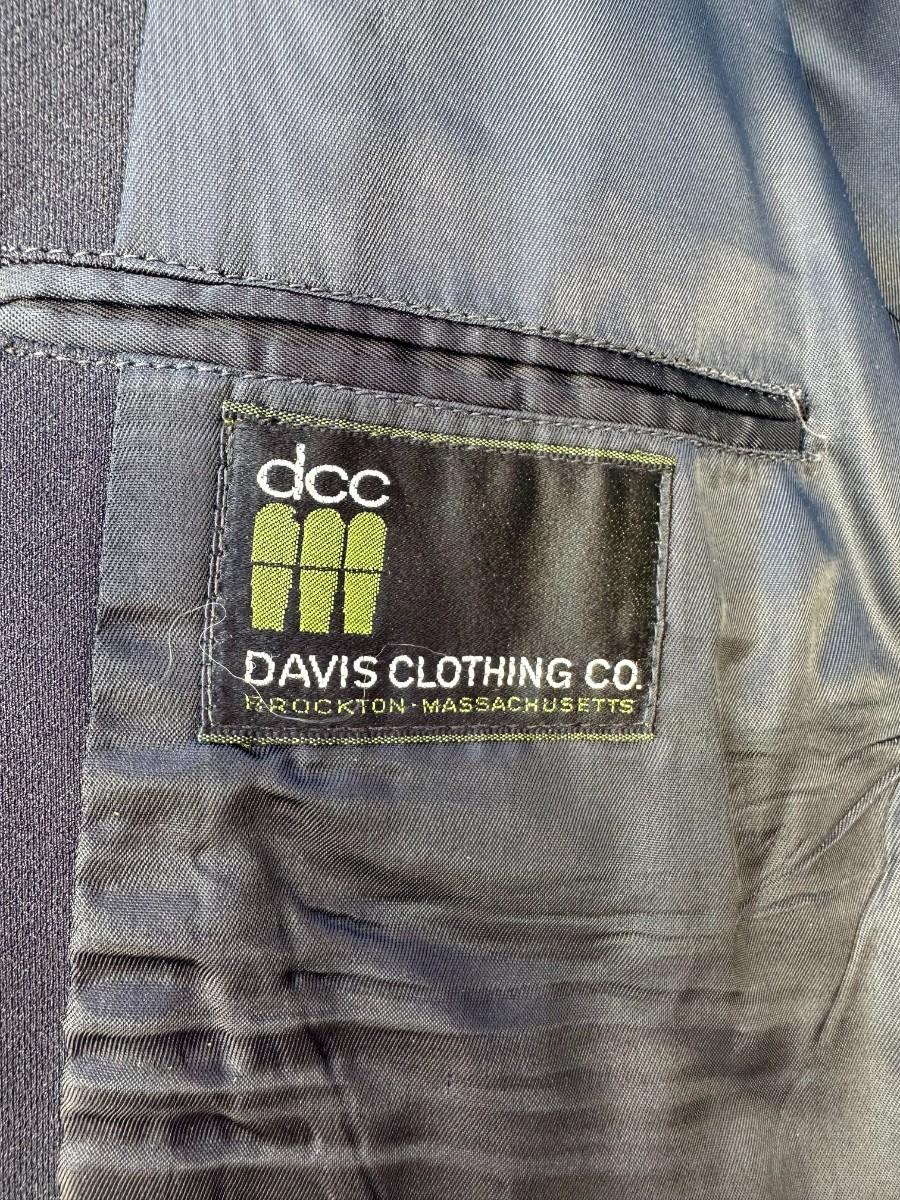 dcc
DAVIS CLOTHING CO.
BROCKTON · MASSACHUSETTS